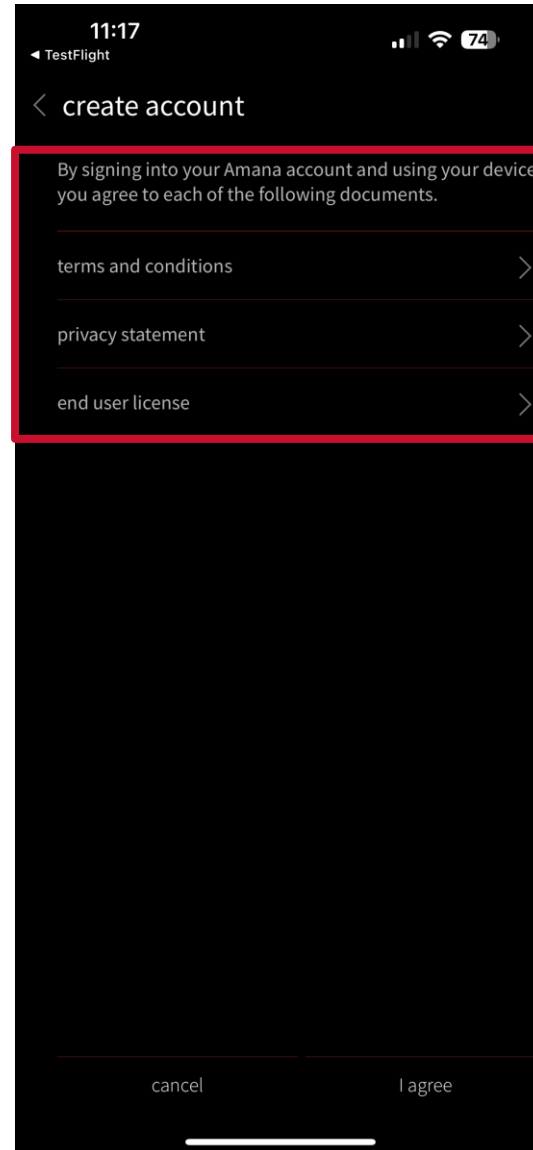 11:17
74
◀ TestFlight
create account
By signing into your Amana account and using your device
you agree to each of the following documents.
terms and conditions
privacy statement
end user license
cancel
I agree